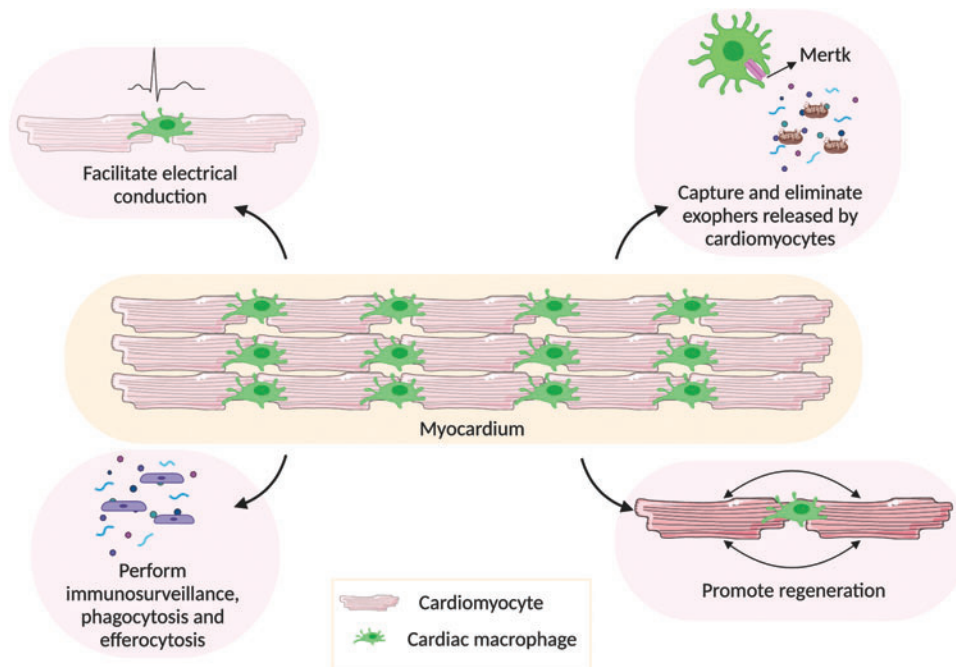 Mertk
Facilitate electrical
conduction
Capture and eliminate
exophers released by
cardiomyocytes
Myocardium
Perform
immunosurveillance,
phagocytosis and
efferocytosis
Promote regeneration
Cardiomyocyte
Cardiac macrophage